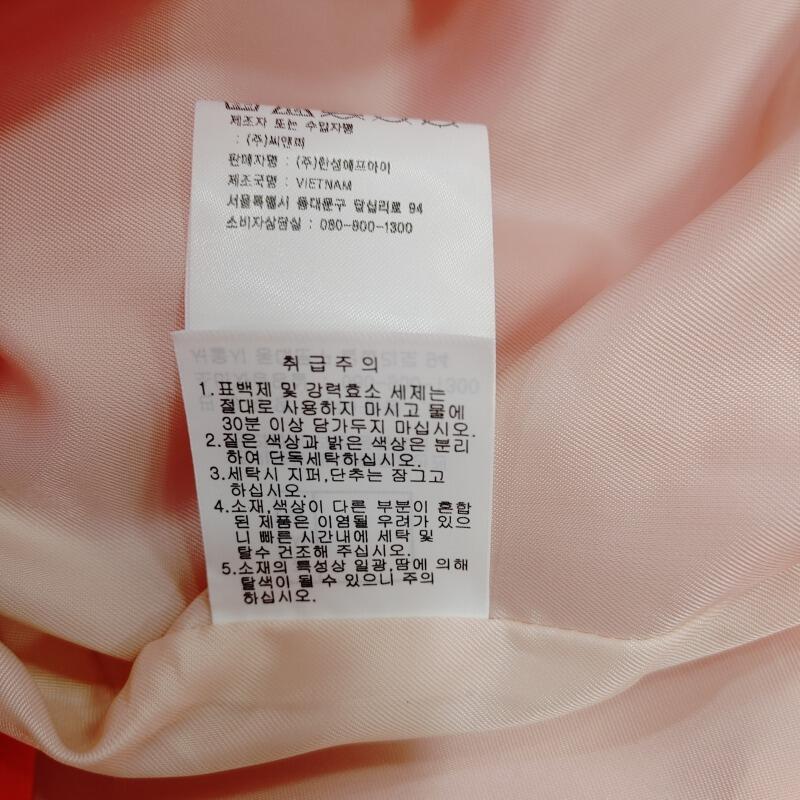 제조자 또는 수입자명
: (주)씨앤허
판매자명 : (주)한섬에프아이
제조국명 : VIETNAM
서울특별시 동대문구 답십리로 94
소비자상담실 : 080-900-1300
취급주의
1.표백제 및 강력효소 세제는
절대로 사용하지 마시고 물에
30분 이상 담가두지 마십시오.
2.짙은 색상과 밝은 색상은 분리
하여 단독세탁하십시오.
3.세탁시 지퍼,단추는 잠그고
하십시오.
4.소재,색상이 다른 부분이 혼합
된 제품은 이염될 우려가 있으
니 빠른 시간내에 세탁 및
탈수 건조해 주십시오.
5.소재의 특성상 일광,땀에 의해
탈색이 될 수 있으니 주의
하십시오.